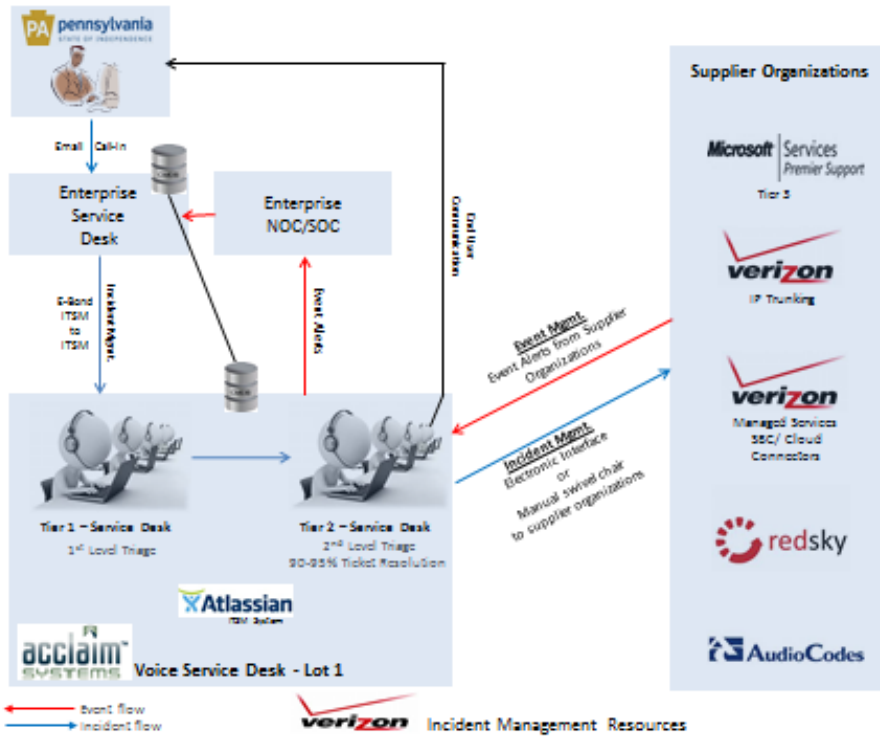 PA pennsylvania
STATE OF INDEPENDENCE
Email Call-In
Enterprise
Service
Desk
Enterprise
NOC/SOC
E-Bond
ITSM
to
ITSM
Incident Mgmt.
Event Alerts
End User
Communication
Event Mgmt.
Event Alerts from Supplier
Organizations
Incident Mgmt.
Electronic Interface
or
Manual swivel chair
to supplier organizations
Tier 1 – Service Desk
1st Level Triage
Tier 2 – Service Desk
2nd Level Triage
90-95% Ticket Resolution
Atlassian
ITSM System
acclaim™
SYSTEMS
Voice Service Desk - Lot 1
Supplier Organizations
Microsoft | Services
Premier Support
Tier 3
verizon
IP Trunking
verizon
Managed Services
SBC/ Cloud
Connectors
redsky
AudioCodes
Event flow
Incident flow
verizon Incident Management Resources